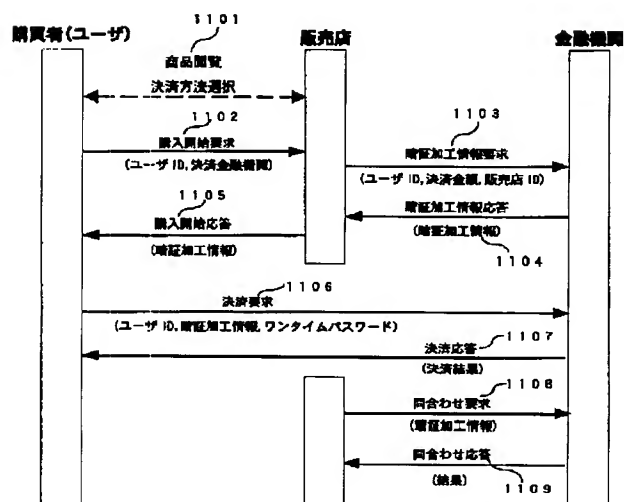 購買者(ユーザ)
販売店
金融機関
1101
商品閲覧
決済方法選択
1102
購入開始要求
(ユーザID,決済金融機関)
1103
暗証加工情報要求
(ユーザID,決済金額,販売店ID)
1105
購入開始応答
(暗証加工情報)
暗証加工情報応答
(暗証加工情報)
1104
1106
決済要求
(ユーザID,暗証加工情報,ワンタイムパスワード)
1107
決済応答
(決済結果)
1108
問合わせ要求
(暗証加工情報)
問合わせ応答
(結果)
1109